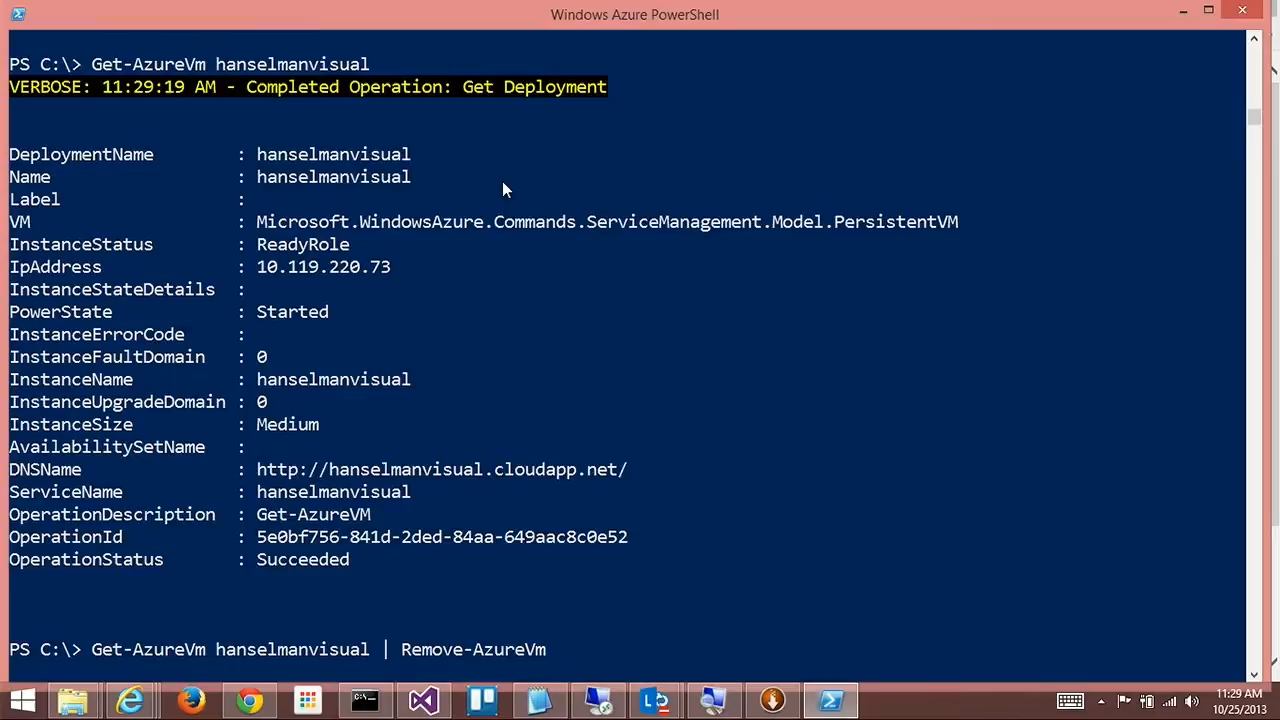 Windows Azure PowerShell
PS C:\> Get-AzureVm hanselmanvisual
VERBOSE: 11:29:19 AM - Completed Operation: Get Deployment
DeploymentName : hanselmanvisual
Name : hanselmanvisual
Label :
VM : Microsoft.WindowsAzure.Commands.ServiceManagement.Model.PersistentVM
InstanceStatus : ReadyRole
IpAddress : 10.119.220.73
InstanceStateDetails :
PowerState : Started
InstanceErrorCode :
InstanceFaultDomain : 0
InstanceName : hanselmanvisual
InstanceUpgradeDomain : 0
InstanceSize : Medium
AvailabilitySetName :
DNSName : http://hanselmanvisual.cloudapp.net/
ServiceName : hanselmanvisual
OperationDescription : Get-AzureVM
OperationId : 5e0bf756-841d-2ded-84aa-649aac8c0e52
OperationStatus : Succeeded
PS C:\> Get-AzureVm hanselmanvisual | Remove-AzureVm
11:29 AM
10/25/2013